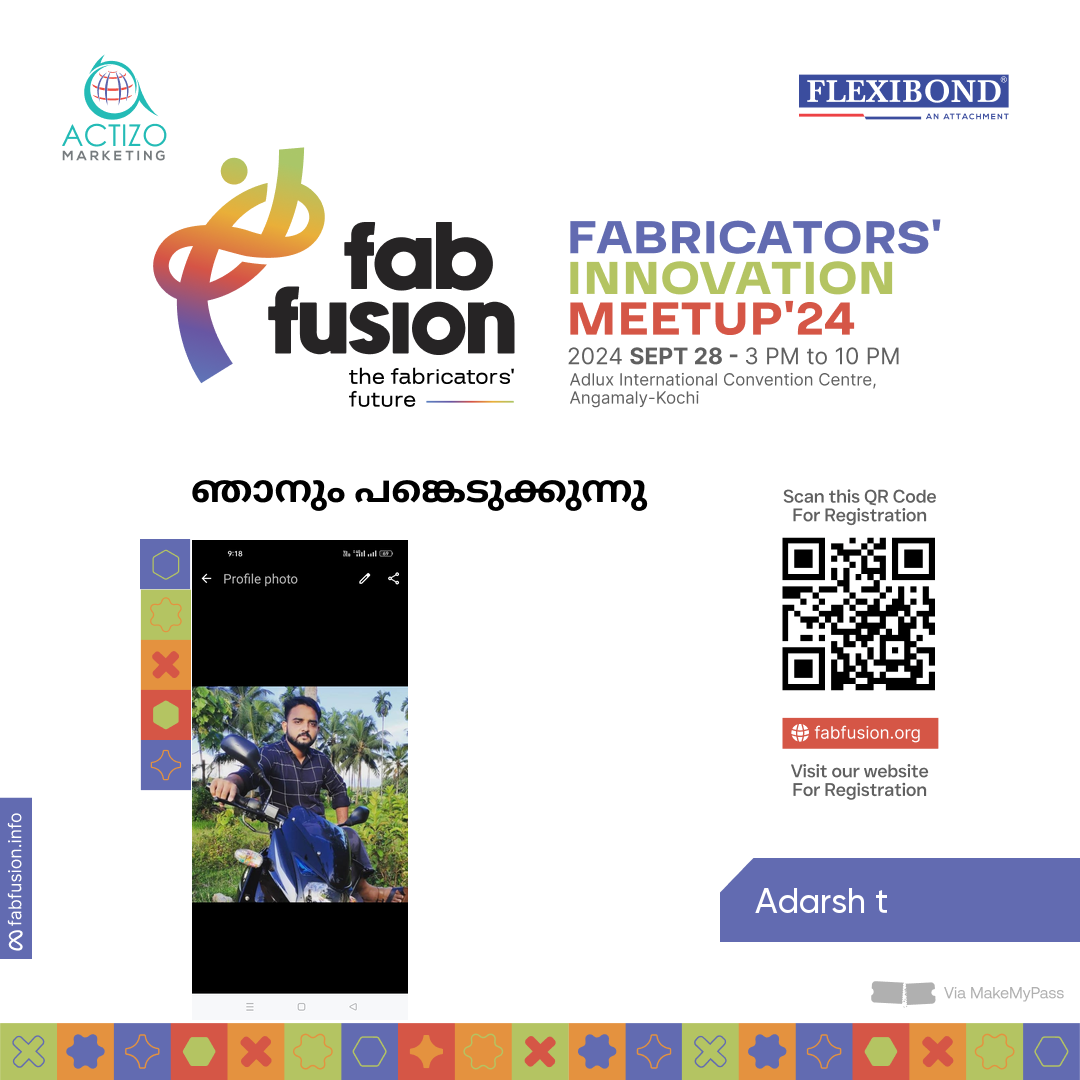 ACTIZO
MARKETING
FLEXIBOND®
AN ATTACHMENT
fab
fusion
the fabricators'
future
FABRICATORS'
INNOVATION
MEETUP'24
2024 SEPT 28 - 3 PM to 10 PM
Adlux International Convention Centre,
Angamaly-Kochi
ഞാനും പങ്കെടുക്കുന്നു
Scan this QR Code
For Registration
9:18
69
Profile photo
fabfusion.org
Visit our website
For Registration
fabfusion.info
Adarsh t
Via MakeMyPass